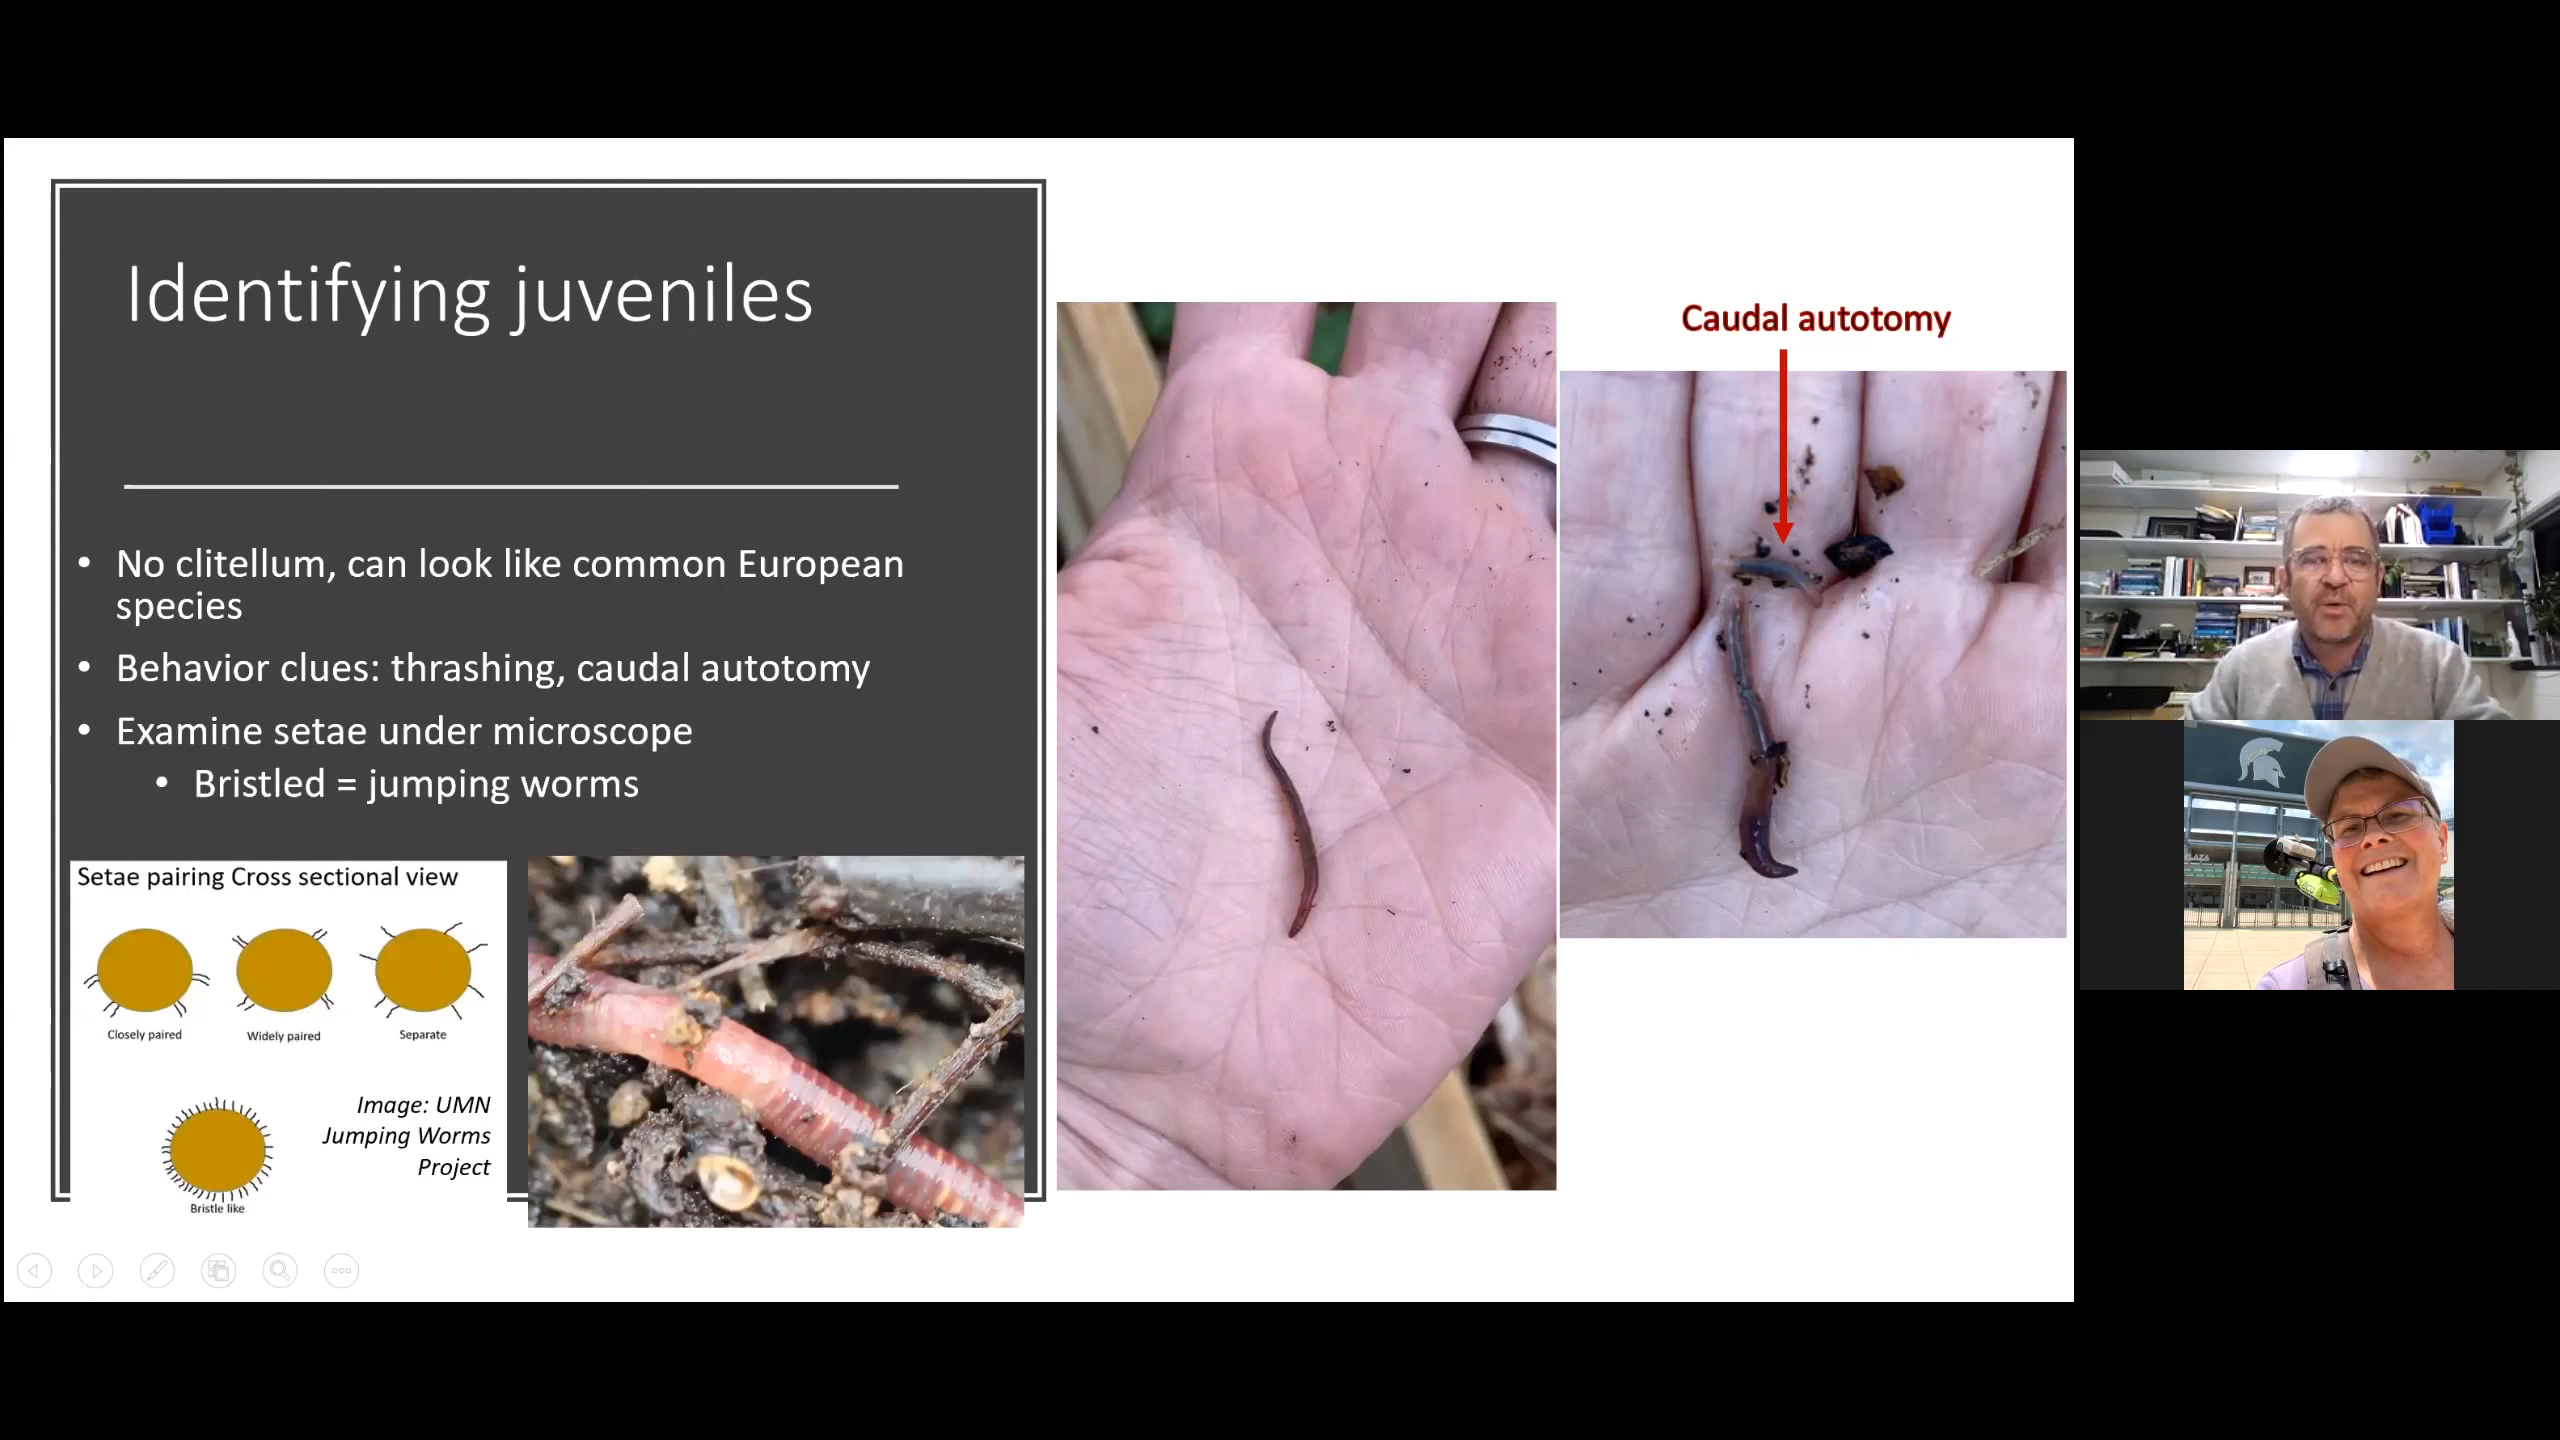 Identifying juveniles
• No clitellum, can look like common European
species
• Behavior clues: thrashing, caudal autotomy
• Examine setae under microscope
• Bristled = jumping worms
Setae pairing Cross sectional view
Closely paired
Widely paired
Separate
Bristle like
Image: UMN
Jumping Worms
Project
Caudal autotomy